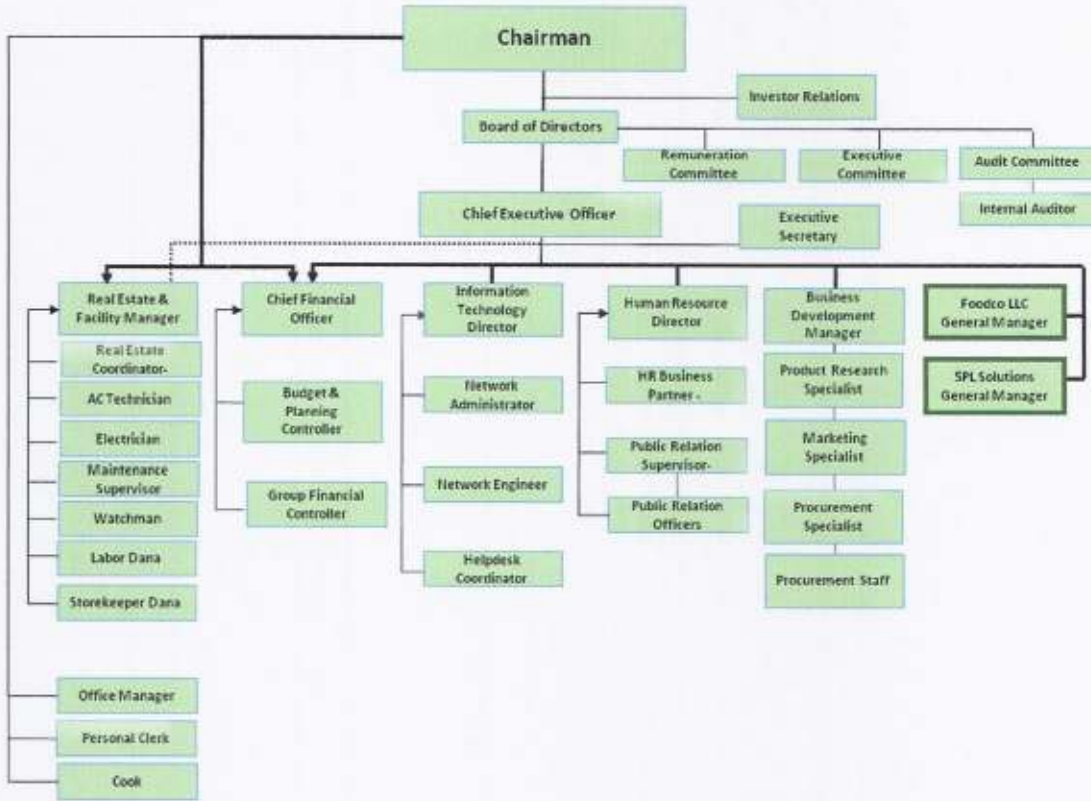 Chairman
Investor Relations
Board of Directors
Remuneration
Committee
Executive
Committee
Audit Committee
Internal Auditor
Chief Executive Officer
Executive
Secretary
Real Estate &
Facility Manager
Real Estate
Coordinator-
AC Technician
Electrician
Maintenance
Supervisor
Watchman
Labor Dana
Storekeeper Dana
Chief Financial
Officer
Budget &
Planning
Controller
Group Financial
Controller
Information
Technology
Director
Network
Administrator
Network Engineer
Helpdesk
Coordinator
Human Resource
Director
HR Business
Partner -
Public Relation
Supervisor-
Public Relation
Officers
Business
Development
Manager
Product Research
Specialist
Marketing
Specialist
Procurement
Specialist
Procurement Staff
Foodco LLC
General Manager
SPL Solutions
General Manager
Office Manager
Personal Clerk
Cook